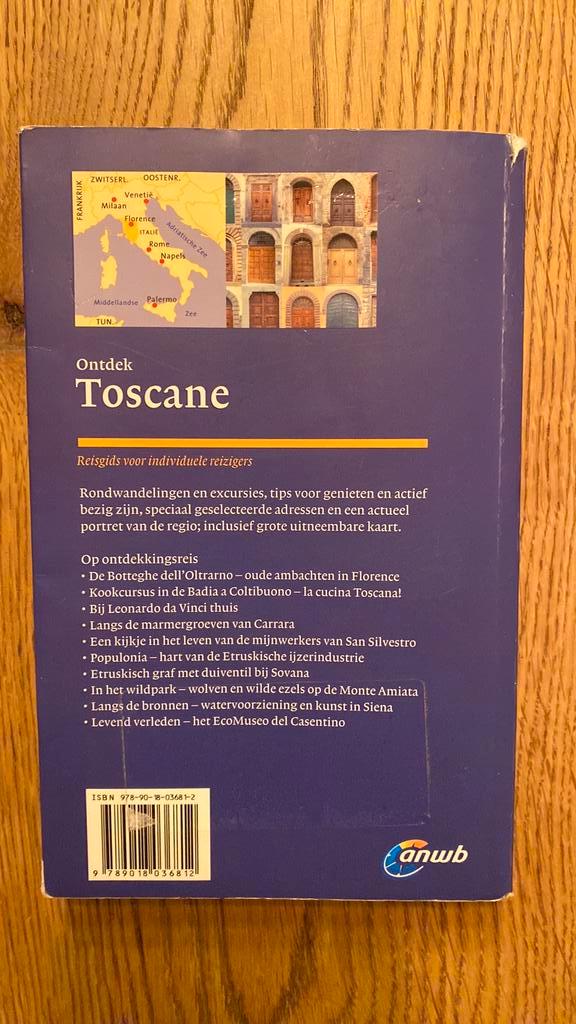 ZWITSERL.
OOSTENR.
FRANKRIJK
Venetië
Milaan
Florence
ITALIË
Adriatische Zee
Rome
Napels
Middellandse
Palermo
Zee
TUN.
Ontdek
Toscane
Reisgids voor individuele reizigers
Rondwandelingen en excursies, tips voor genieten en actief
bezig zijn, speciaal geselecteerde adressen en een actueel
portret van de regio; inclusief grote uitneembare kaart.
Op ontdekkingsreis
• De Botteghe dell'Oltrarno – oude ambachten in Florence
• Kookcursus in de Badia a Coltibuono – la cucina Toscana!
• Bij Leonardo da Vinci thuis
• Langs de marmergroeven van Carrara
• Een kijkje in het leven van de mijnwerkers van San Silvestro
• Populonia – hart van de Etruskische ijzerindustrie
• Etruskisch graf met duiventil bij Sovana
• In het wildpark – wolven en wilde ezels op de Monte Amiata
• Langs de bronnen – watervoorziening en kunst in Siena
• Levend verleden – het EcoMuseo del Casentino
ISBN 978-90-18-03681-2
9 789018 036812
anwb